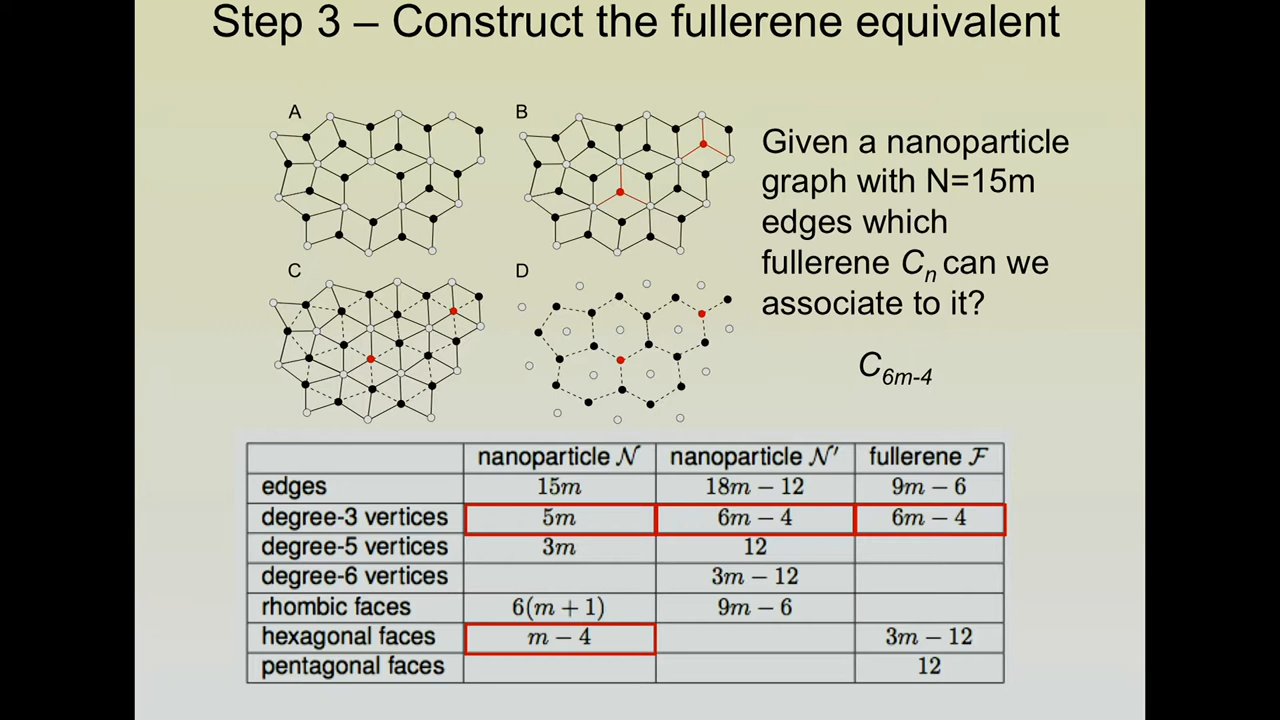 Step 3 – Construct the fullerene equivalent
A
B
C
D
Given a nanoparticle
graph with N=15m
edges which
fullerene Cn can we
associate to it?
C6m-4
nanoparticle N nanoparticle N′ fullerene F
edges 15m 18m − 12 9m − 6
degree-3 vertices 5m 6m − 4 6m − 4
degree-5 vertices 3m 12
degree-6 vertices 3m − 12
rhombic faces 6(m + 1) 9m − 6
hexagonal faces m − 4 3m − 12
pentagonal faces 12